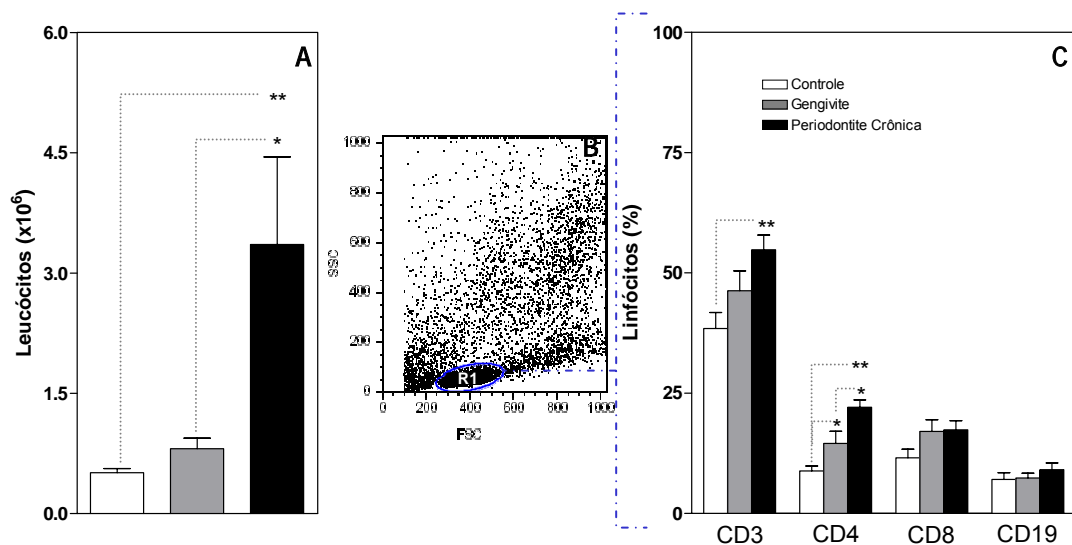 A
6.0
4.5
3.0
1.5
0.0
Leucócitos (x10⁶)
**
*
B
1000
800
600
400
200
0
SSC
R1
0 200 400 600 800 1000
FSC
C
100
75
50
25
0
Linfócitos (%)
Controle
Gengivite
Periodontite Crônica
**
**
*
*
CD3 CD4 CD8 CD19